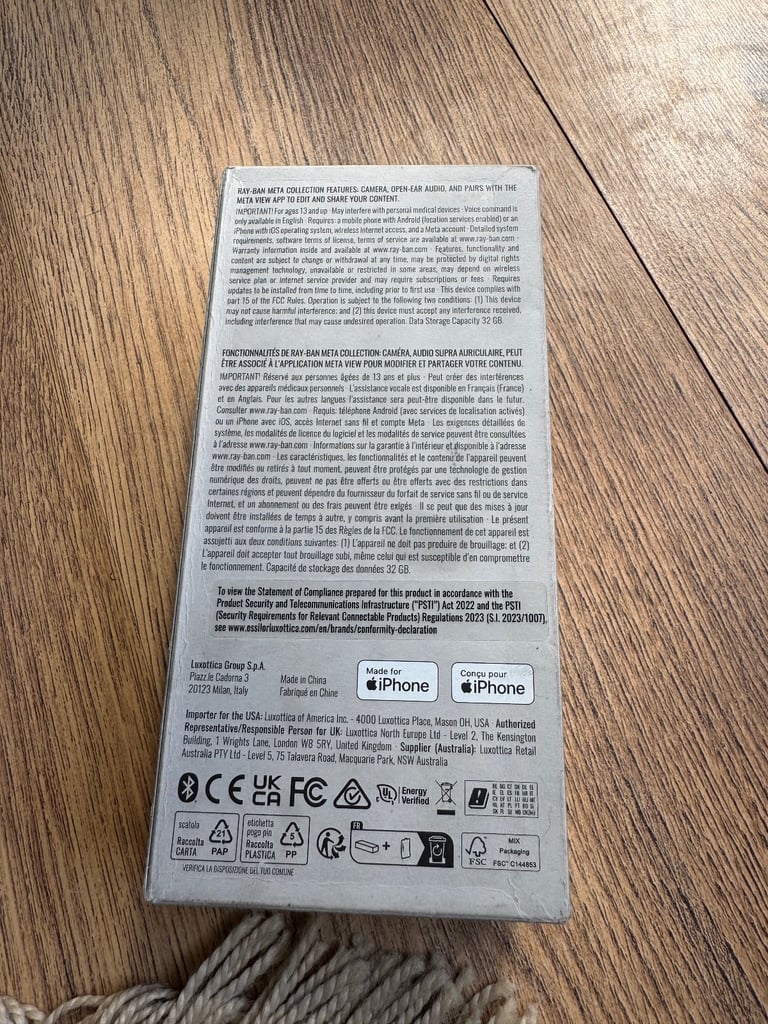 RAY-BAN META COLLECTION FEATURES: CAMERA, OPEN-EAR AUDIO, AND PAIRS WITH THE
META VIEW APP TO EDIT AND SHARE YOUR CONTENT.
IMPORTANT! For ages 13 and up · May interfere with personal medical devices · Voice command is
only available in English · Requires: a mobile phone with Android (location services enabled) or an
iPhone with iOS operating system, wireless Internet access, and a Meta account · Detailed system
requirements, software terms of license, terms of service are available at www.ray-ban.com ·
Warranty information inside and available at www.ray-ban.com · Features, functionality and
content are subject to change or withdrawal at any time, may be protected by digital rights
management technology, unavailable or restricted in some areas, may depend on wireless
service plan or internet service provider and may require subscriptions or fees · Requires
updates to be installed from time to time, including prior to first use · This device complies with
part 15 of the FCC Rules. Operation is subject to the following two conditions: (1) This device
may not cause harmful interference; and (2) this device must accept any interference received,
including interference that may cause undesired operation. Data Storage Capacity 32 GB.
FONCTIONNALITÉS DE RAY-BAN META COLLECTION: CAMÉRA, AUDIO SUPRA AURICULAIRE, PEUT
ÊTRE ASSOCIÉ À L'APPLICATION META VIEW POUR MODIFIER ET PARTAGER VOTRE CONTENU.
IMPORTANT! Réservé aux personnes âgées de 13 ans et plus · Peut créer des interférences
avec des appareils médicaux personnels · L'assistance vocale est disponible en Français (France)
et en Anglais. Pour les autres langues l'assistance sera peut-être disponible dans le futur.
Consulter www.ray-ban.com · Requis: téléphone Android (avec services de localisation activés)
ou un iPhone avec iOS, accès Internet sans fil et compte Meta · Les exigences détaillées de
système, les modalités de licence du logiciel et les modalités de service peuvent être consultées
à l'adresse www.ray-ban.com · Informations sur la garantie à l'intérieur et disponible à l'adresse
www.ray-ban.com · Les caractéristiques, les fonctionnalités et le contenu de l'appareil peuvent
être modifiés ou retirés à tout moment, peuvent être protégés par une technologie de gestion
numérique des droits, peuvent ne pas être offerts ou être offerts avec des restrictions dans
certaines régions et peuvent dépendre du fournisseur du forfait de service sans fil ou de service
Internet, et un abonnement ou des frais peuvent être exigés · Il se peut que des mises à jour
doivent être installées de temps à autre, y compris avant la première utilisation · Le présent
appareil est conforme à la partie 15 des Règles de la FCC. Le fonctionnement de cet appareil est
assujetti aux deux conditions suivantes: (1) L'appareil ne doit pas produire de brouillage; et (2)
L'appareil doit accepter tout brouillage subi, même celui qui est susceptible d'en compromettre
le fonctionnement. Capacité de stockage des données 32 GB.
To view the Statement of Compliance prepared for this product in accordance with the
Product Security and Telecommunications Infrastructure ("PSTI") Act 2022 and the PSTI
(Security Requirements for Relevant Connectable Products) Regulations 2023 (S.I. 2023/1007),
see www.essilorluxottica.com/en/brands/conformity-declaration
Luxottica Group S.p.A.
Piazz.le Cadorna 3
20123 Milan, Italy
Made in China
Fabriqué en Chine
Made for
iPhone
Conçu pour
iPhone
Importer for the USA: Luxottica of America Inc. - 4000 Luxottica Place, Mason OH, USA · Authorized
Representative/Responsible Person for UK: Luxottica North Europe Ltd - Level 2, The Kensington
Building, 1 Wrights Lane, London W8 5RY, United Kingdom · Supplier (Australia): Luxottica Retail
Australia PTY Ltd - Level 5, 75 Talavera Road, Macquarie Park, NSW Australia
CE UK CA FC UL Energy Verified
scatola
21
PAP
Raccolta
CARTA
etichetta
pogo pin
5
PP
Raccolta
PLASTICA
FR
MIX
Packaging
FSC
FSC® C144853
VERIFICA LA DISPOSIZIONE DEL TUO COMUNE